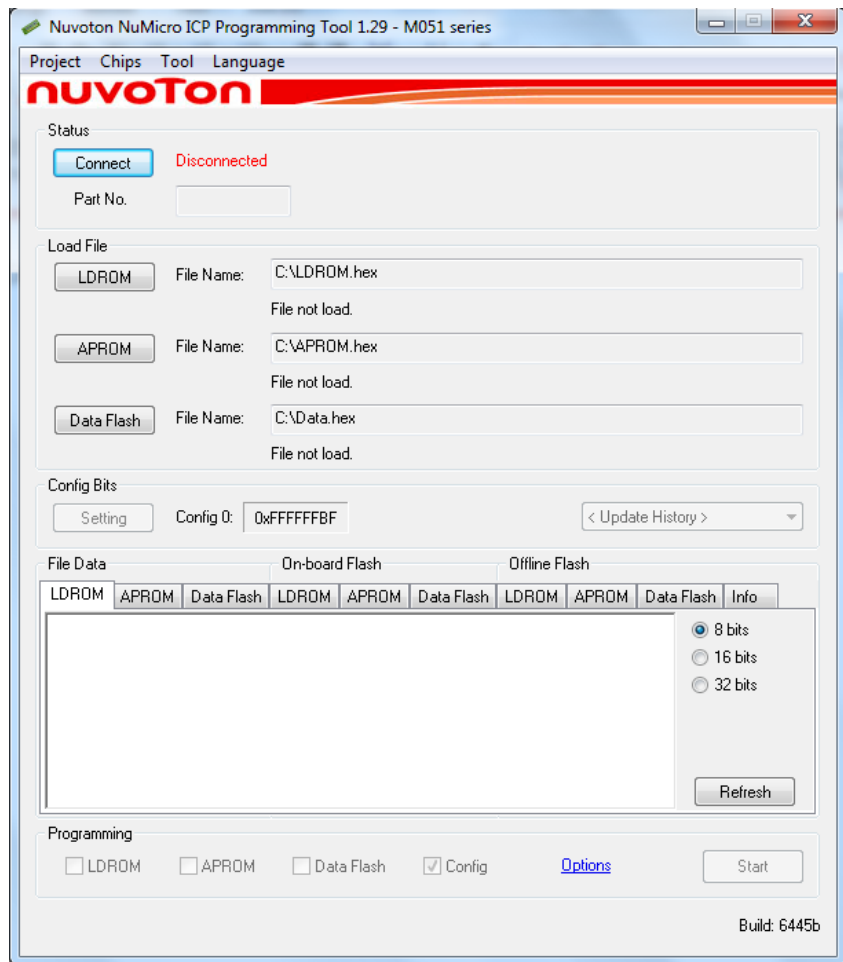 Nuvoton NuMicro ICP Programming Tool 1.29 - M051 series
Project Chips Tool Language
nuvoTon
Status
Connect Disconnected
Part No.
Load File
LDROM File Name: C:\LDROM.hex
File not load.
APROM File Name: C:\APROM.hex
File not load.
Data Flash File Name: C:\Data.hex
File not load.
Config Bits
Setting Config 0: 0xFFFFFFBF < Update History >
File Data On-board Flash Offline Flash
LDROM APROM Data Flash LDROM APROM Data Flash LDROM APROM Data Flash Info
8 bits
16 bits
32 bits
Refresh
Programming
LDROM APROM Data Flash Config Options Start
Build: 6445b